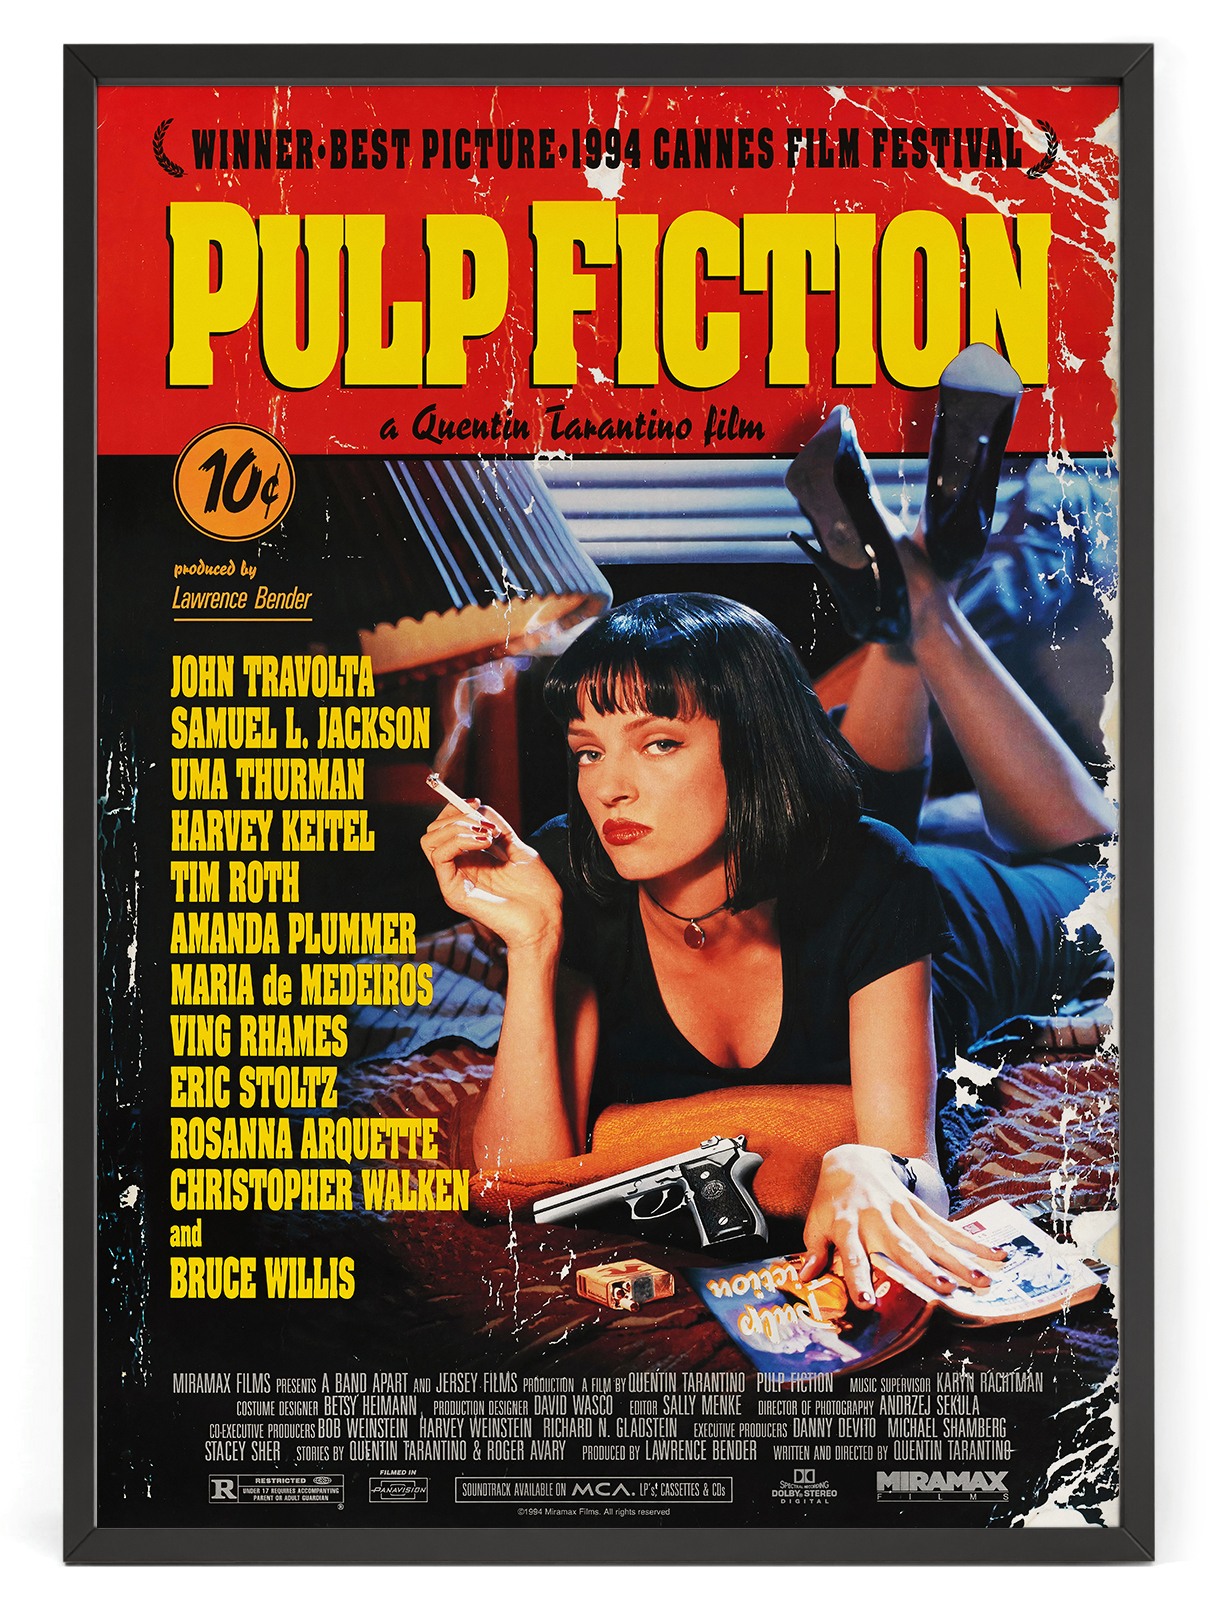 WINNER·BEST PICTURE·1994 CANNES FILM FESTIVAL
PULP FICTION
a Quentin Tarantino film
10¢
produced by
Lawrence Bender
JOHN TRAVOLTA
SAMUEL L. JACKSON
UMA THURMAN
HARVEY KEITEL
TIM ROTH
AMANDA PLUMMER
MARIA de MEDEIROS
VING RHAMES
ERIC STOLTZ
ROSANNA ARQUETTE
CHRISTOPHER WALKEN
and
BRUCE WILLIS
Pulp
Fiction
MIRAMAX FILMS PRESENTS A BAND APART AND JERSEY FILMS PRODUCTION A FILM BY QUENTIN TARANTINO PULP FICTION MUSIC SUPERVISOR KARYN RACHTMAN
COSTUME DESIGNER BETSY HEIMANN, PRODUCTION DESIGNER DAVID WASCO EDITOR SALLY MENKE DIRECTOR OF PHOTOGRAPHY ANDRZEJ SEKULA
CO-EXECUTIVE PRODUCERS BOB WEINSTEIN HARVEY WEINSTEIN RICHARD N. GLADSTEIN EXECUTIVE PRODUCERS DANNY DEVITO MICHAEL SHAMBERG
STACEY SHER STORIES BY QUENTIN TARANTINO & ROGER AVARY PRODUCED BY LAWRENCE BENDER WRITTEN AND DIRECTED BY QUENTIN TARANTINO
R RESTRICTED
UNDER 17 REQUIRES ACCOMPANYING
PARENT OR ADULT GUARDIAN
®
FILMED IN
PANAVISION
SOUNDTRACK AVAILABLE ON MCA. LP's, CASSETTES & CDs
SPECTRAL RECORDING
DOLBY STEREO
DIGITAL
MIRAMAX
FILMS
©1994 Miramax Films. All rights reserved